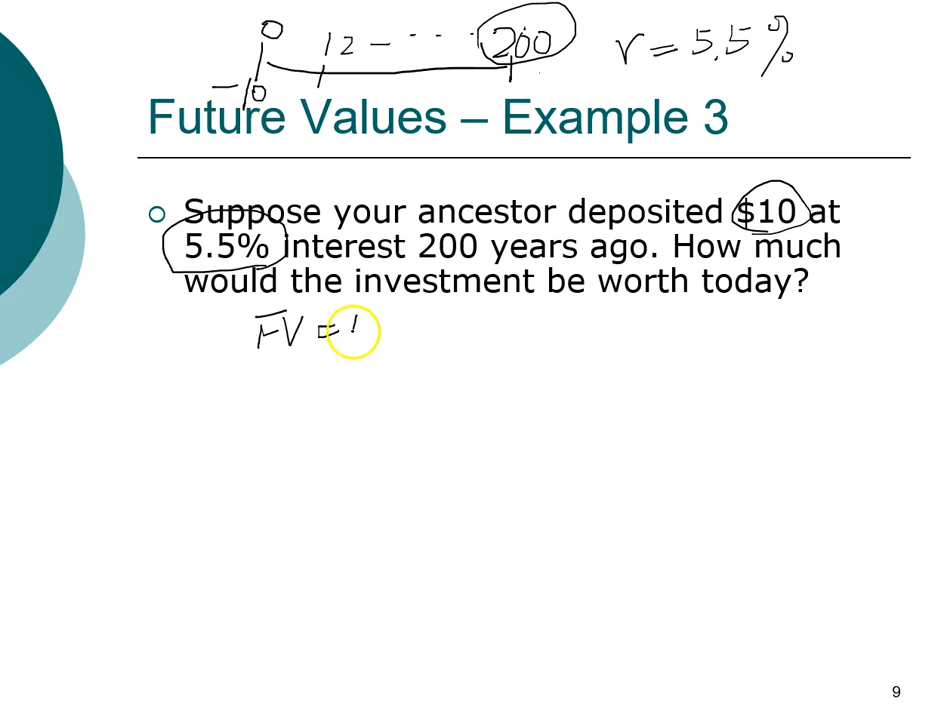 0 1 2 - - - - 200 r = 5.5%
-10
Future Values – Example 3
Suppose your ancestor deposited $10 at
5.5% interest 200 years ago. How much
would the investment be worth today?
FV =
9